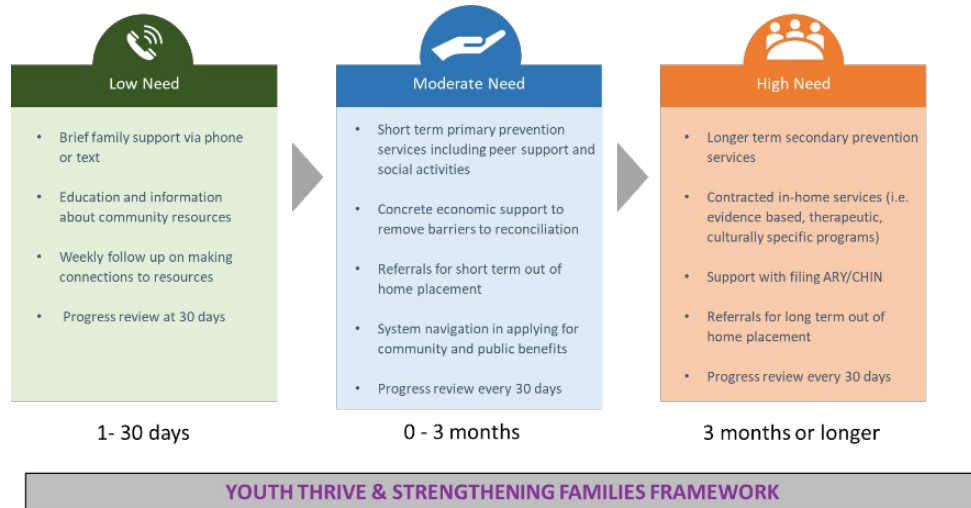 Low Need
• Brief family support via phone
or text
• Education and information
about community resources
• Weekly follow up on making
connections to resources
• Progress review at 30 days
1- 30 days
Moderate Need
• Short term primary prevention
services including peer support and
social activities
• Concrete economic support to
remove barriers to reconciliation
• Referrals for short term out of
home placement
• System navigation in applying for
community and public benefits
• Progress review every 30 days
0 - 3 months
High Need
• Longer term secondary prevention
services
• Contracted in-home services (i.e.
evidence based, therapeutic,
culturally specific programs)
• Support with filing ARY/CHIN
• Referrals for long term out of
home placement
• Progress review every 30 days
3 months or longer
YOUTH THRIVE & STRENGTHENING FAMILIES FRAMEWORK